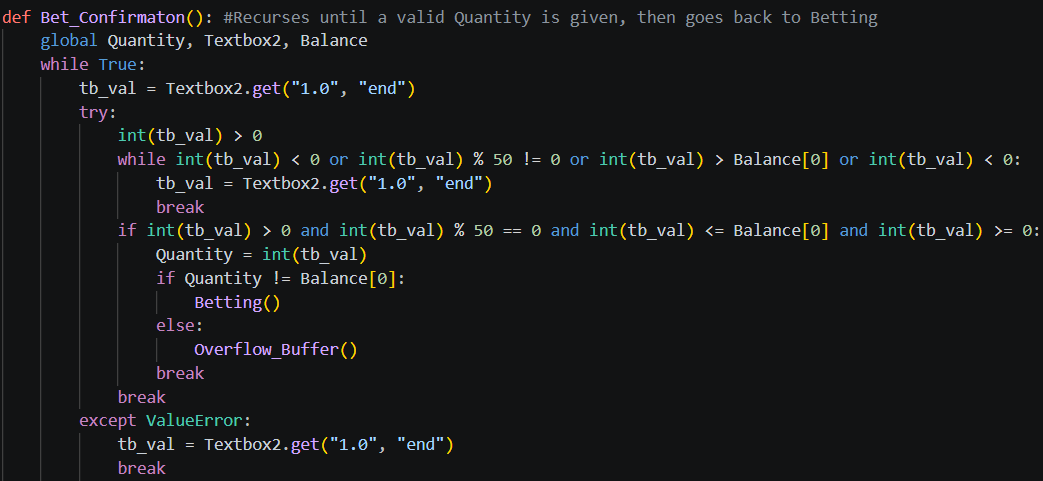 def Bet_Confirmaton(): #Recurses until a valid Quantity is given, then goes back to Betting
    global Quantity, Textbox2, Balance
    while True:
        tb_val = Textbox2.get("1.0", "end")
        try:
            int(tb_val) > 0
            while int(tb_val) < 0 or int(tb_val) % 50 != 0 or int(tb_val) > Balance[0] or int(tb_val) < 0:
                tb_val = Textbox2.get("1.0", "end")
                break
            if int(tb_val) > 0 and int(tb_val) % 50 == 0 and int(tb_val) <= Balance[0] and int(tb_val) >= 0:
                Quantity = int(tb_val)
                if Quantity != Balance[0]:
                    Betting()
                else:
                    Overflow_Buffer()
                break
            break
        except ValueError:
            tb_val = Textbox2.get("1.0", "end")
            break